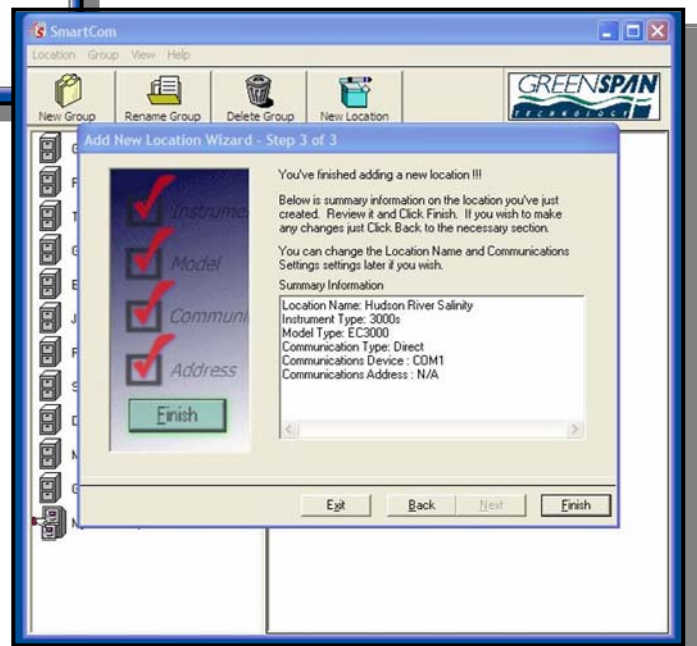 SmartCom
Location Group View Help
New Group Rename Group Delete Group New Location
GREENSPAN
TECHNOLOGY
Add New Location Wizard - Step 3 of 3
You've finished adding a new location !!!
Below is summary information on the location you've just
created. Review it and Click Finish. If you wish to make
any changes just Click Back to the necessary section.
You can change the Location Name and Communications
Settings settings later if you wish.
Summary Information
Location Name: Hudson River Salinity
Instrument Type: 3000s
Model Type: EC3000
Communication Type: Direct
Communications Device : COM1
Communications Address : N/A
Instrume
Model
Communi
Address
Finish
Exit Back Next Finish